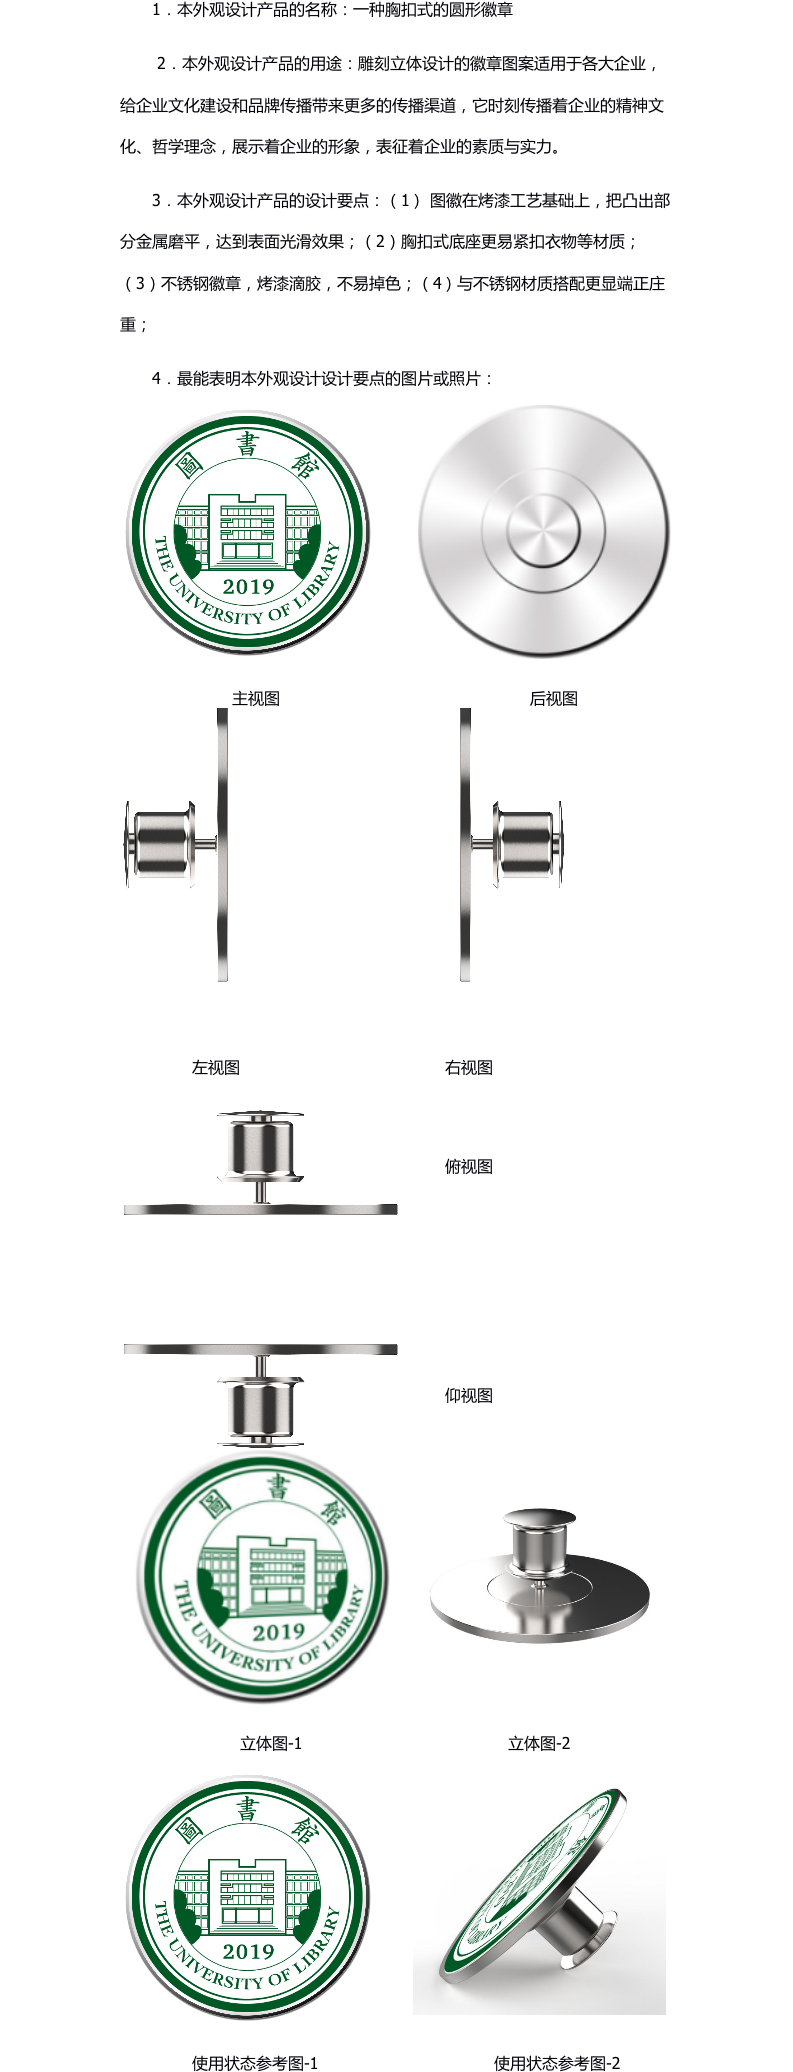 1．本外观设计产品的名称：一种胸扣式的圆形徽章
2．本外观设计产品的用途：雕刻立体设计的徽章图案适用于各大企业，
给企业文化建设和品牌传播带来更多的传播渠道，它时刻传播着企业的精神文
化、哲学理念，展示着企业的形象，表征着企业的素质与实力。
3．本外观设计产品的设计要点：（1） 图徽在烤漆工艺基础上，把凸出部
分金属磨平，达到表面光滑效果；（2）胸扣式底座更易紧扣衣物等材质；
（3）不锈钢徽章，烤漆滴胶，不易掉色；（4）与不锈钢材质搭配更显端正庄
重；
4．最能表明本外观设计设计要点的图片或照片：
圖書館
2019
THE UNIVERSITY OF LIBRARY
主视图
后视图
左视图
右视图
俯视图
仰视图
圖書館
2019
THE UNIVERSITY OF LIBRARY
立体图-1
立体图-2
圖書館
2019
THE UNIVERSITY OF LIBRARY
使用状态参考图-1
使用状态参考图-2